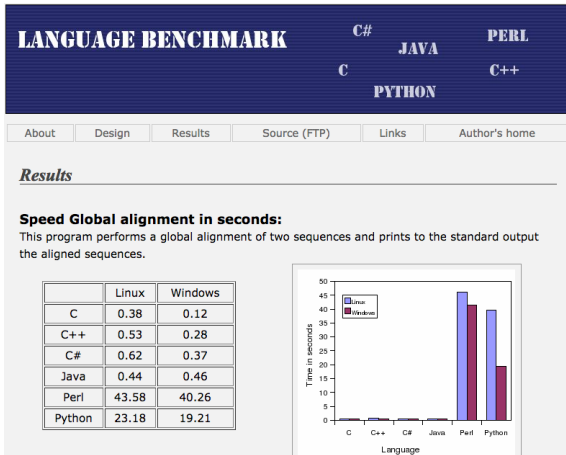 LANGUAGE BENCHMARK
C#
JAVA
PERL
C
C++
PYTHON
About Design Results Source (FTP) Links Author's home
Results
Speed Global alignment in seconds:
This program performs a global alignment of two sequences and prints to the standard output
the aligned sequences.
Linux Windows
C 0.38 0.12
C++ 0.53 0.28
C# 0.62 0.37
Java 0.44 0.46
Perl 43.58 40.26
Python 23.18 19.21
50
45
40
35
30
25
20
15
10
5
0
Time in seconds
Linux
Windows
C C++ C# Java Perl Python
Language